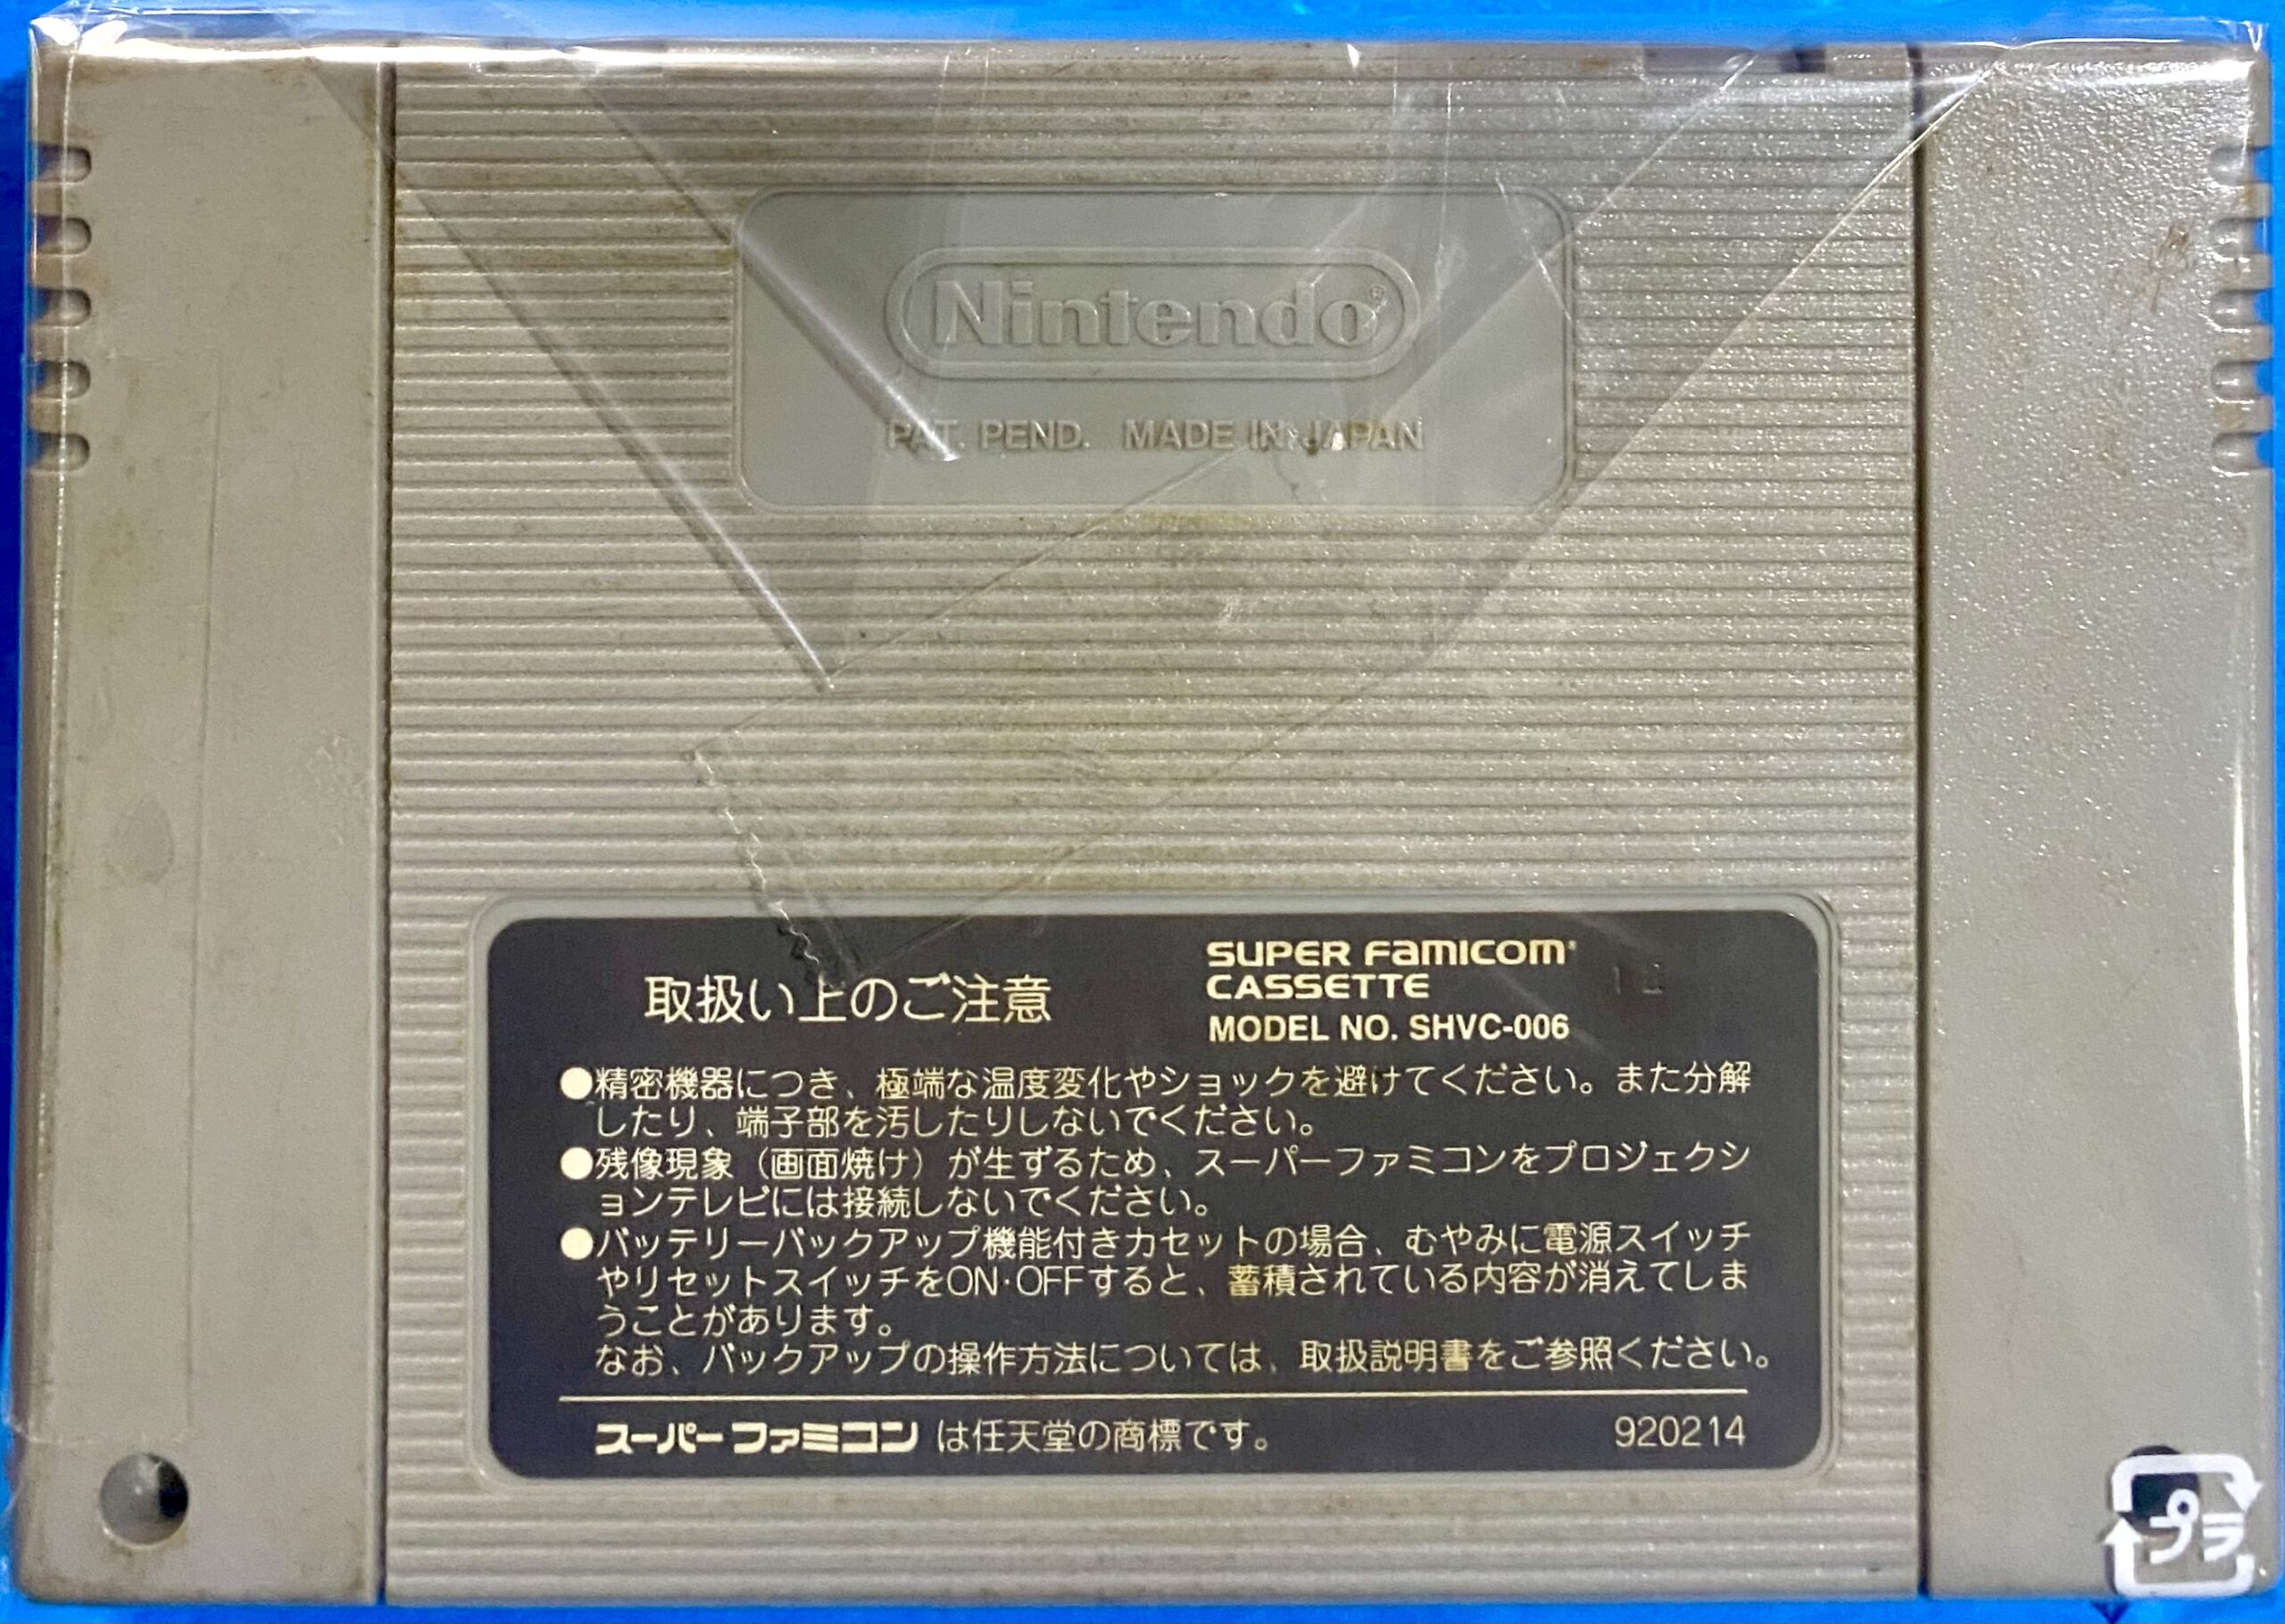 Nintendo®
PAT. PEND. MADE IN JAPAN
取扱い上のご注意
SUPER FAMICOM
CASSETTE
MODEL NO. SHVC-006
●精密機器につき、極端な温度変化やショックを避けてください。また分解
したり、端子部を汚したりしないでください。
●残像現象（画面焼け）が生ずるため、スーパーファミコンをプロジェクシ
ョンテレビには接続しないでください。
●バッテリーバックアップ機能付きカセットの場合、むやみに電源スイッチ
やリセットスイッチをON・OFFすると、蓄積されている内容が消えてしま
うことがあります。
なお、バックアップの操作方法については、取扱説明書をご参照ください。
スーパーファミコン は任天堂の商標です。 920214
プラ